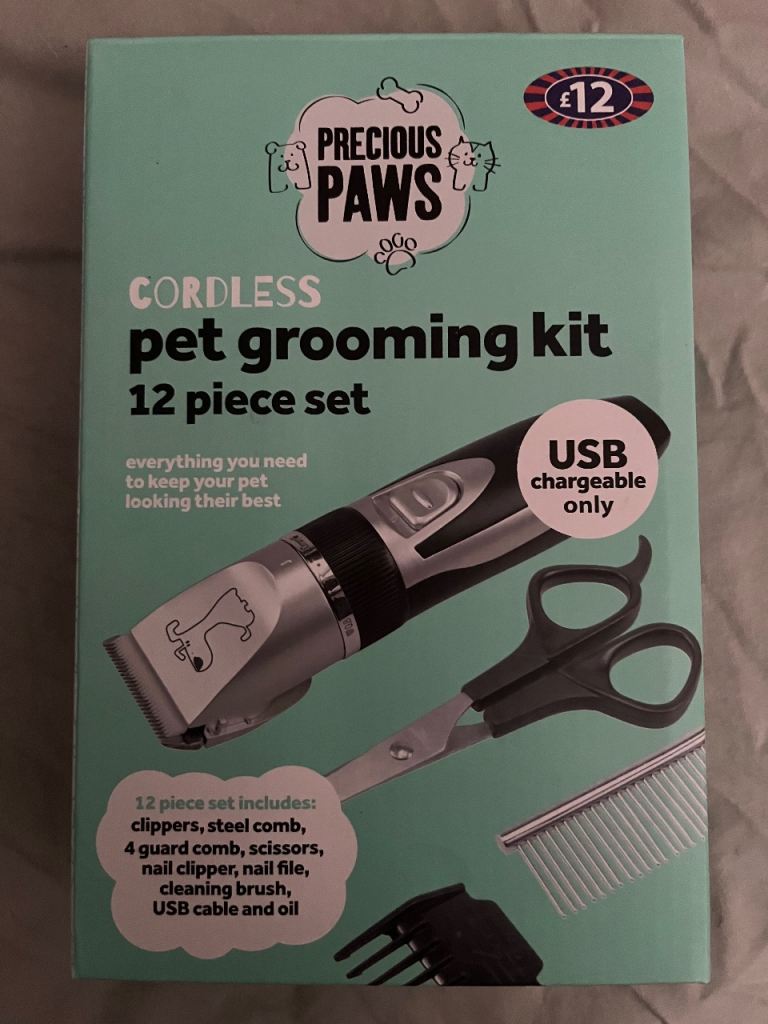 £12
PRECIOUS
PAWS
CORDLESS
pet grooming kit
12 piece set
everything you need
to keep your pet
looking their best
USB
chargeable
only
12 piece set includes:
clippers, steel comb,
4 guard comb, scissors,
nail clipper, nail file,
cleaning brush,
USB cable and oil